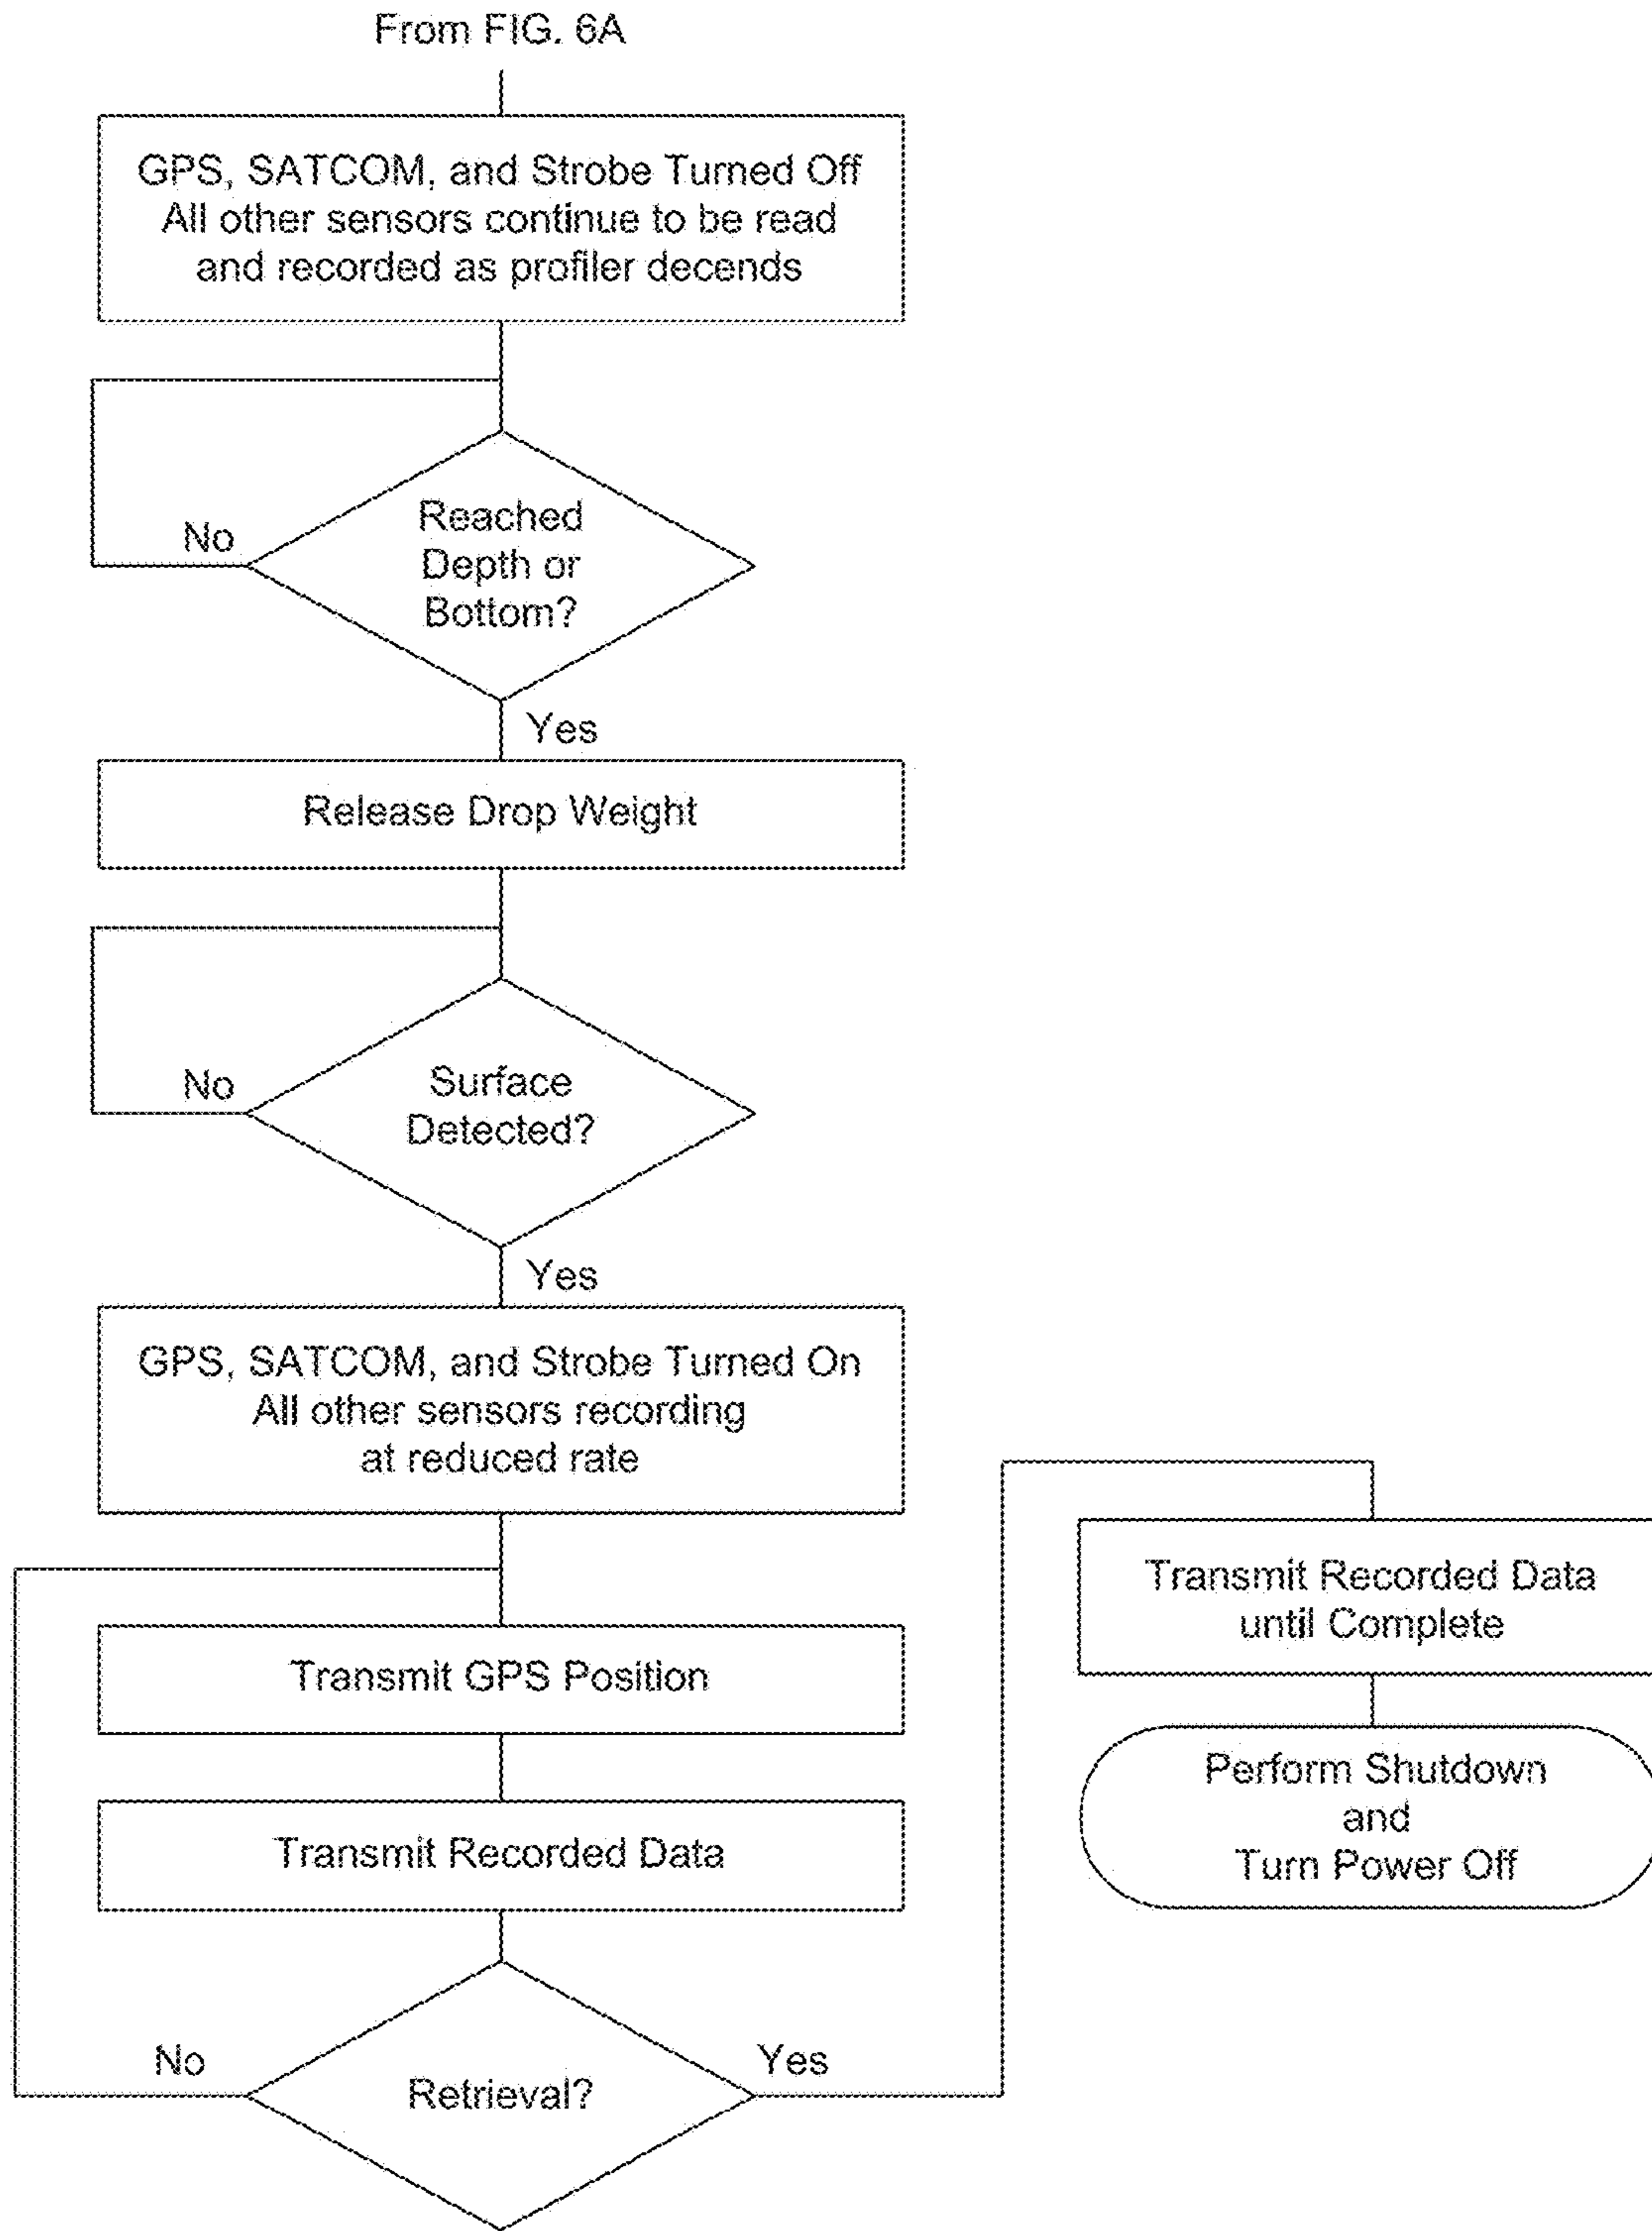 From FIG. 6A
GPS, SATCOM, and Strobe Turned Off
All other sensors continue to be read
and recorded as profiler decends
No
Reached
Depth or
Bottom?
Yes
Release Drop Weight
No
Surface
Detected?
Yes
GPS, SATCOM, and Strobe Turned On
All other sensors recording
at reduced rate
Transmit GPS Position
Transmit Recorded Data
No
Retrieval?
Yes
Transmit Recorded Data
until Complete
Perform Shutdown
and
Turn Power Off